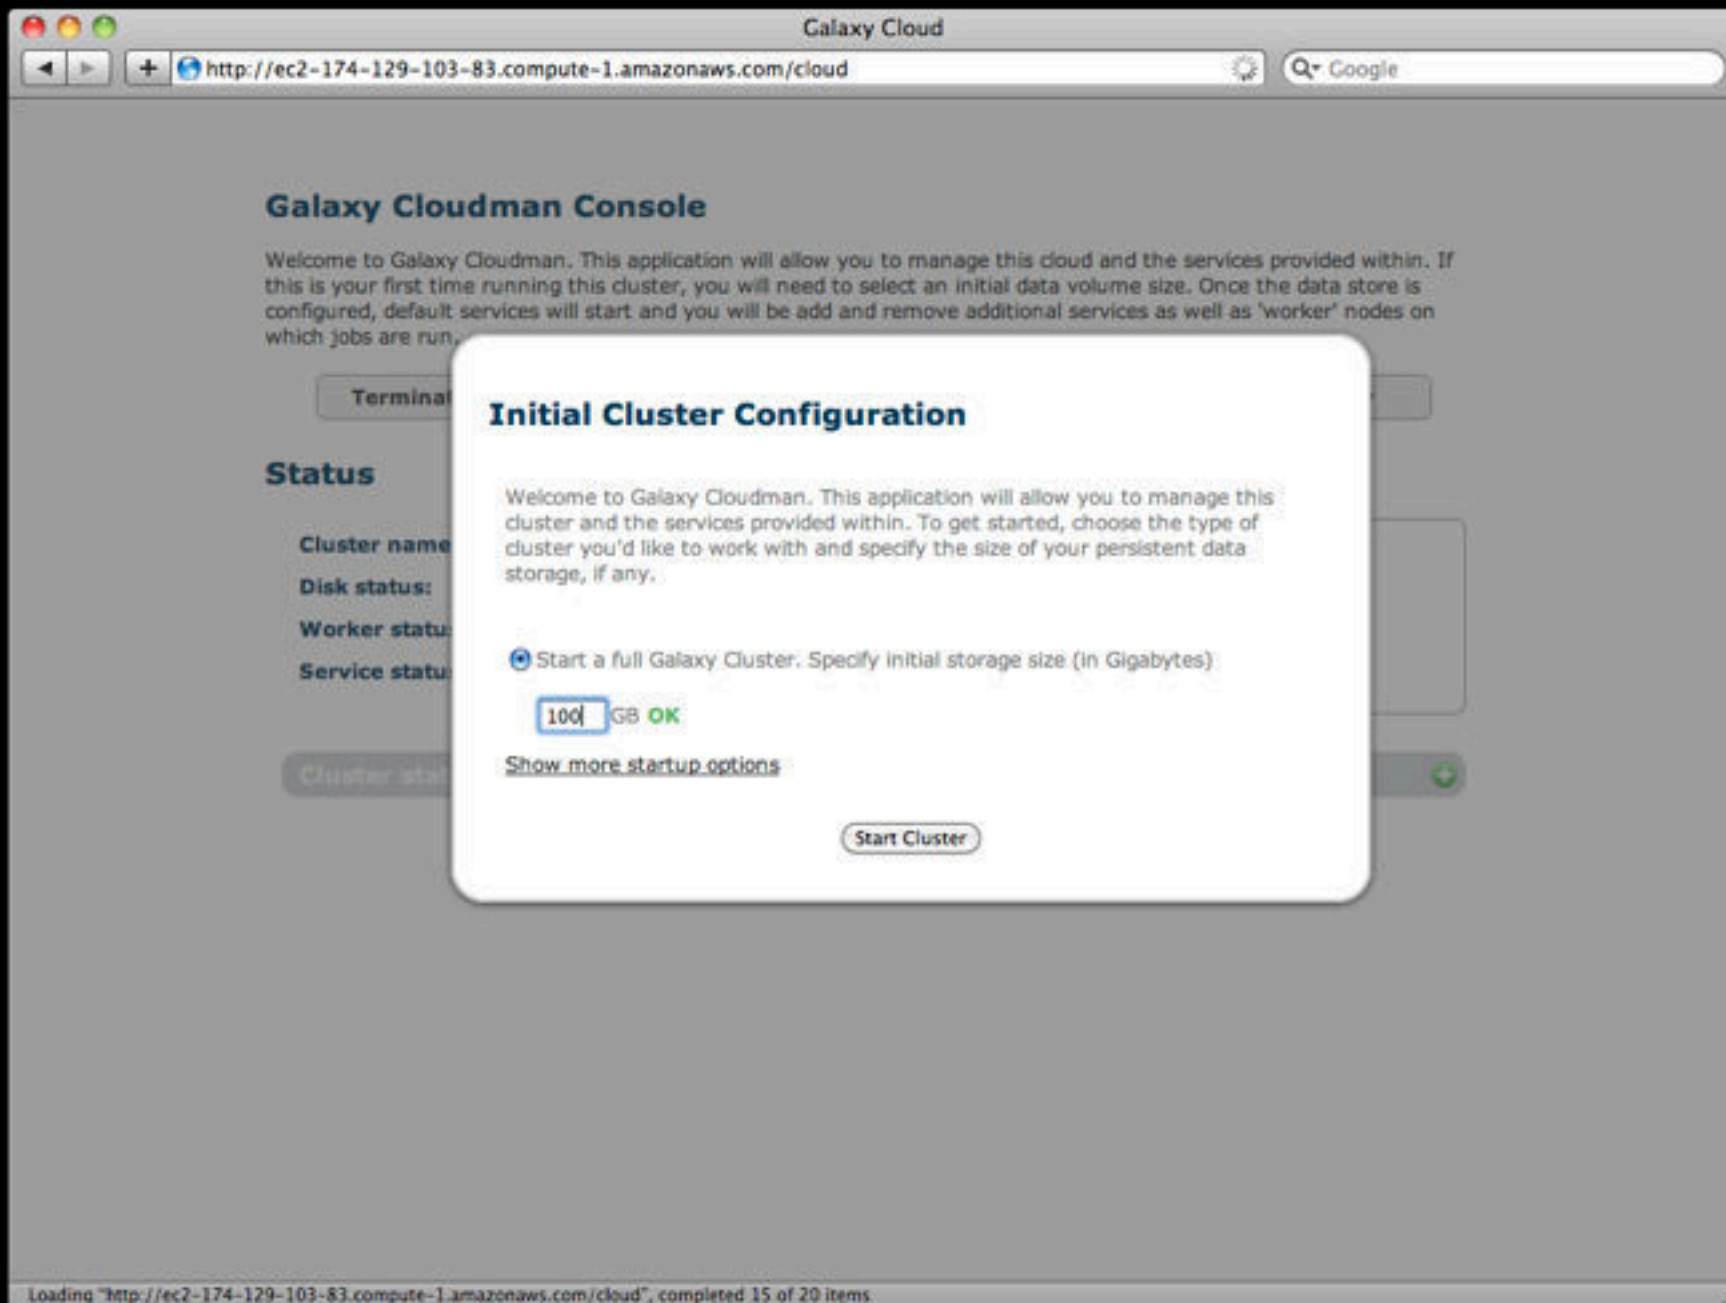 Galaxy Cloud
http://ec2-174-129-103-83.compute-1.amazonaws.com/cloud
Google
Galaxy Cloudman Console
Welcome to Galaxy Cloudman. This application will allow you to manage this cloud and the services provided within. If
this is your first time running this cluster, you will need to select an initial data volume size. Once the data store is
configured, default services will start and you will be add and remove additional services as well as 'worker' nodes on
which jobs are run.
Terminat
Initial Cluster Configuration
Welcome to Galaxy Cloudman. This application will allow you to manage this
cluster and the services provided within. To get started, choose the type of
cluster you'd like to work with and specify the size of your persistent data
storage, if any.
Start a full Galaxy Cluster. Specify initial storage size (in Gigabytes)
100 GB OK
Show more startup options
Start Cluster
Status
Cluster name
Disk status:
Worker statu
Service statu
Cluster stat
Loading "http://ec2-174-129-103-83.compute-1.amazonaws.com/cloud", completed 15 of 20 items